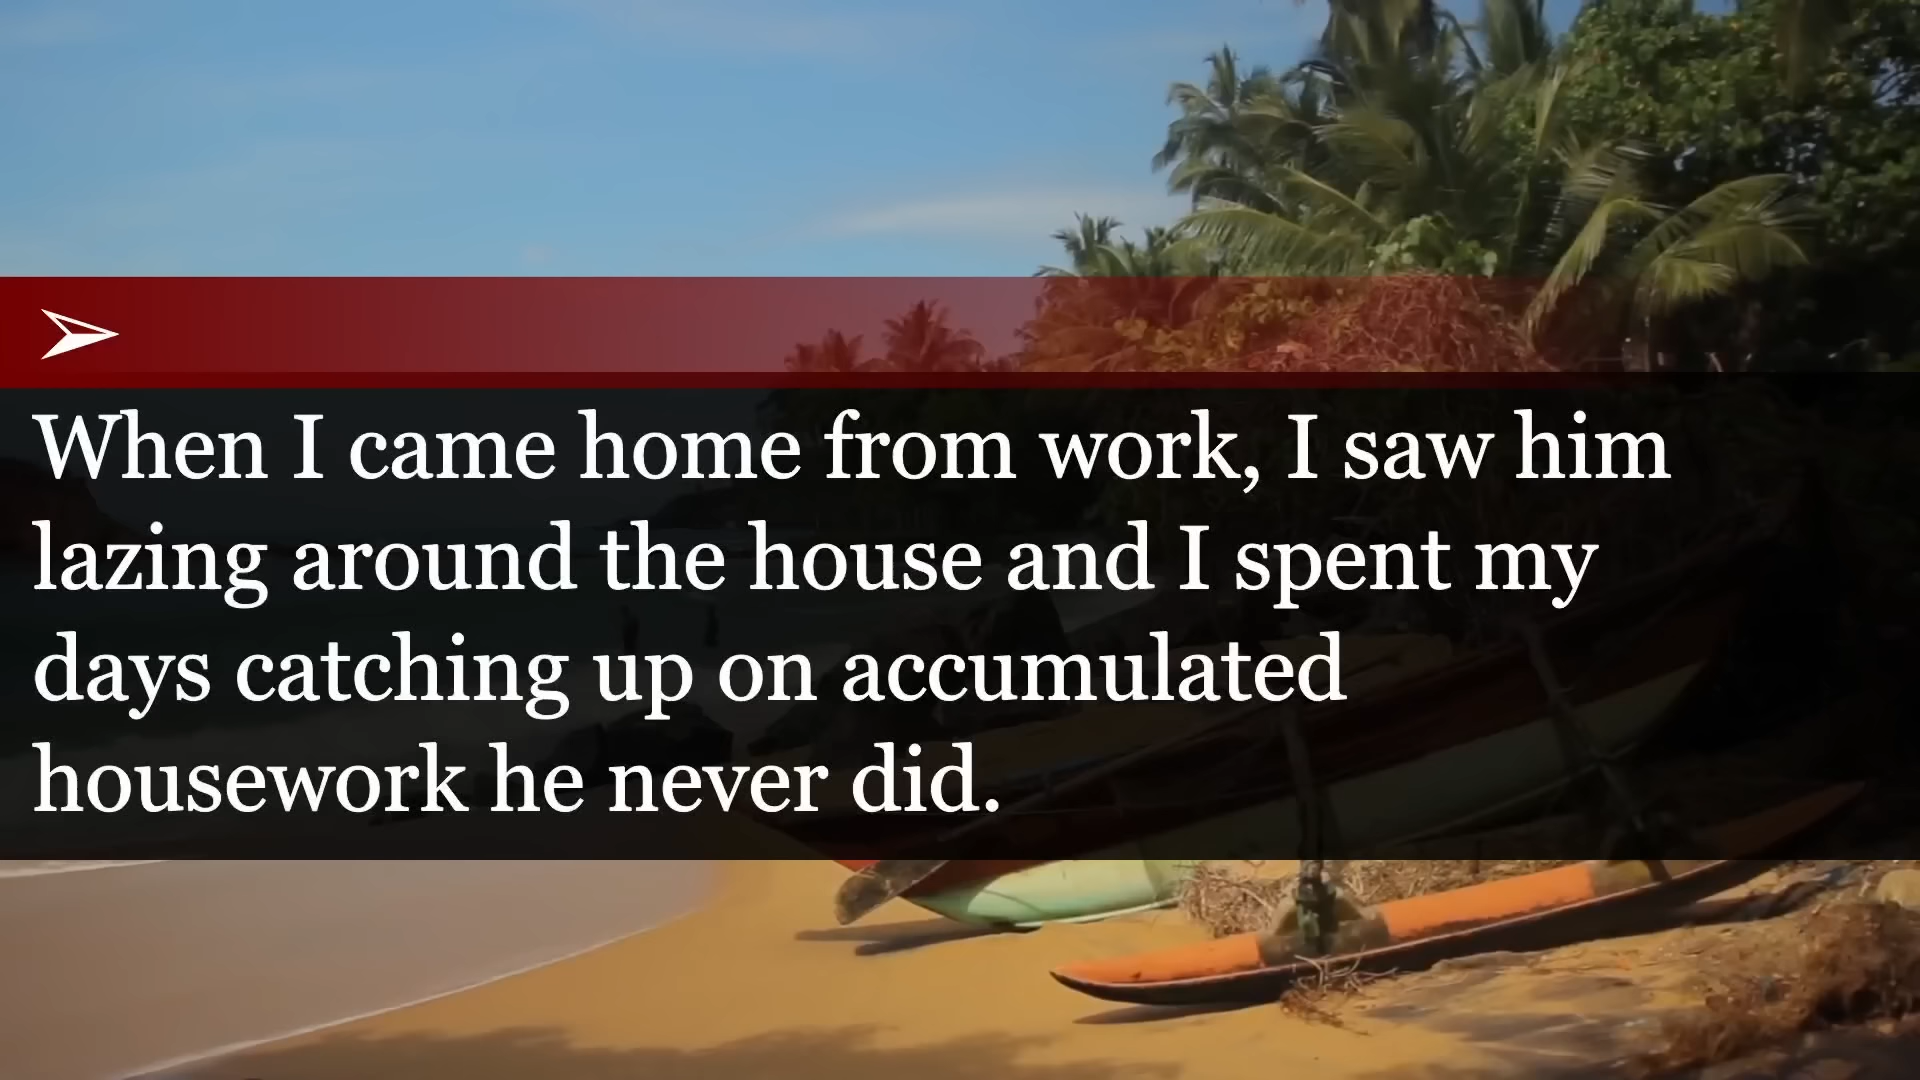 When I came home from work, I saw him
lazing around the house and I spent my
days catching up on accumulated
housework he never did.